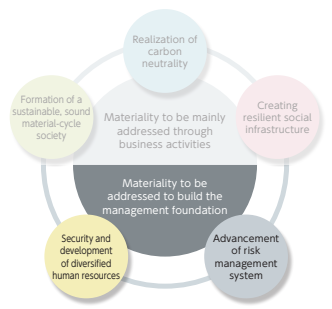 Realization of
carbon
neutrality
Formation of a
sustainable, sound
material-cycle
society
Materiality to be mainly
addressed through
business activities
Creating
resilient social
infrastructure
Materiality to be
addressed to build the
management foundation
Security and
development
of diversified
human resources
Advancement
of risk
management
system